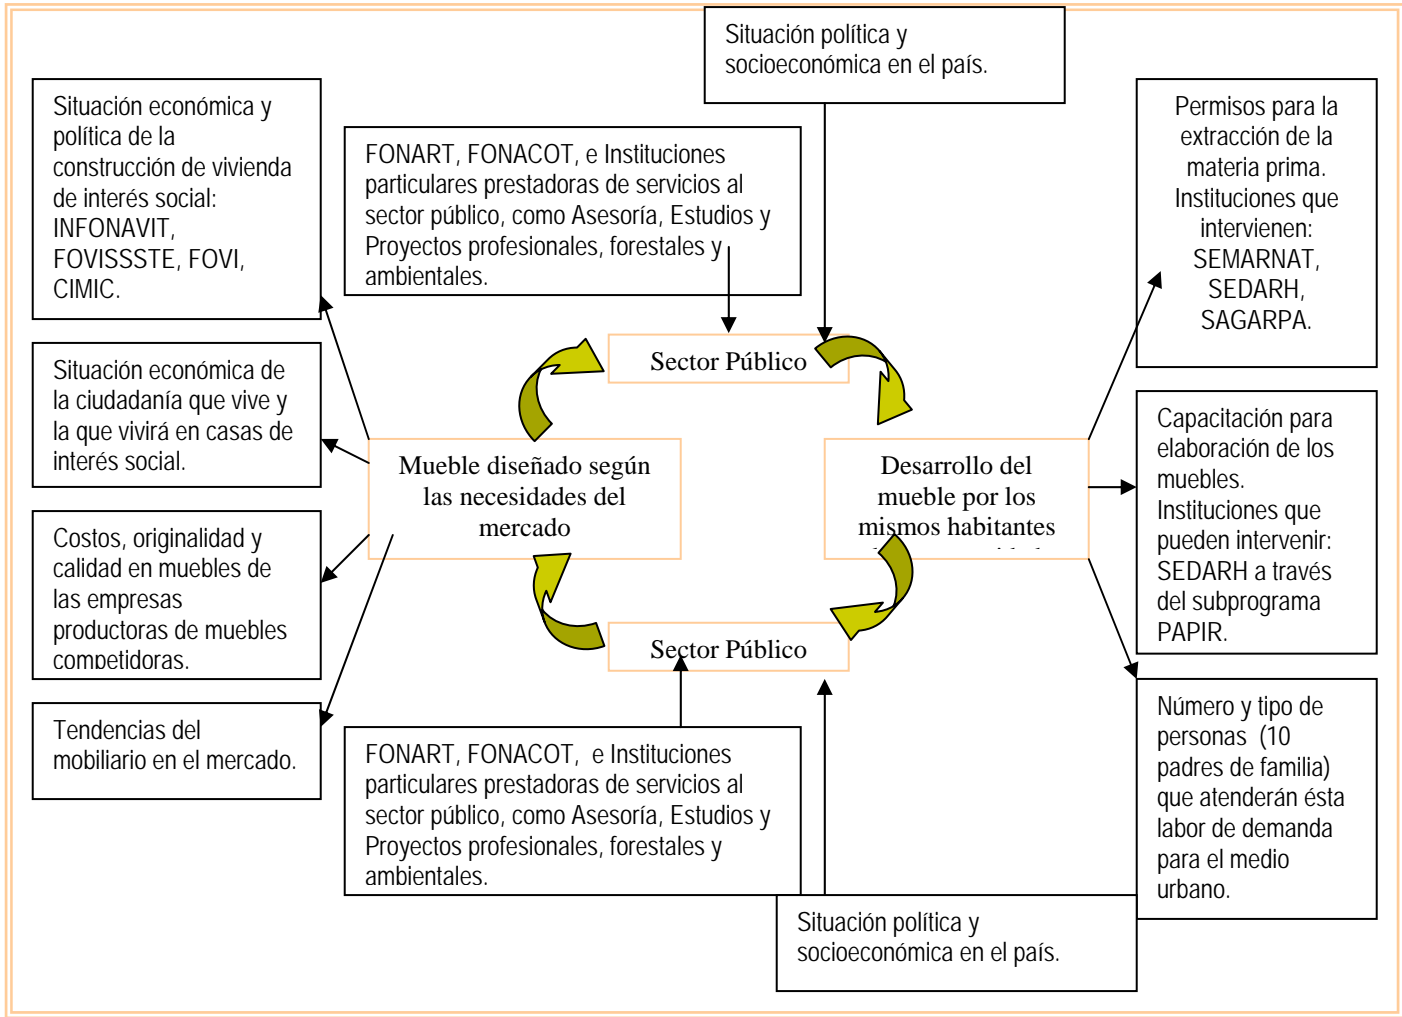 Situación política y
socioeconómica en el país.
Situación económica y
política de la
construcción de vivienda
de interés social:
INFONAVIT,
FOVISSSTE, FOVI,
CIMIC.
FONART, FONACOT, e Instituciones
particulares prestadoras de servicios al
sector público, como Asesoría, Estudios y
Proyectos profesionales, forestales y
ambientales.
Permisos para la
extracción de la
materia prima.
Instituciones que
intervienen:
SEMARNAT,
SEDARH,
SAGARPA.
Sector Público
Situación económica de
la ciudadanía que vive y
la que vivirá en casas de
interés social.
Mueble diseñado según
las necesidades del
mercado
Desarrollo del
mueble por los
mismos habitantes
Capacitación para
elaboración de los
muebles.
Instituciones que
pueden intervenir:
SEDARH a través
del subprograma
PAPIR.
Costos, originalidad y
calidad en muebles de
las empresas
productoras de muebles
competidoras.
Sector Público
Tendencias del
mobiliario en el mercado.
FONART, FONACOT, e Instituciones
particulares prestadoras de servicios al
sector público, como Asesoría, Estudios y
Proyectos profesionales, forestales y
ambientales.
Número y tipo de
personas (10
padres de familia)
que atenderán ésta
labor de demanda
para el medio
urbano.
Situación política y
socioeconómica en el país.